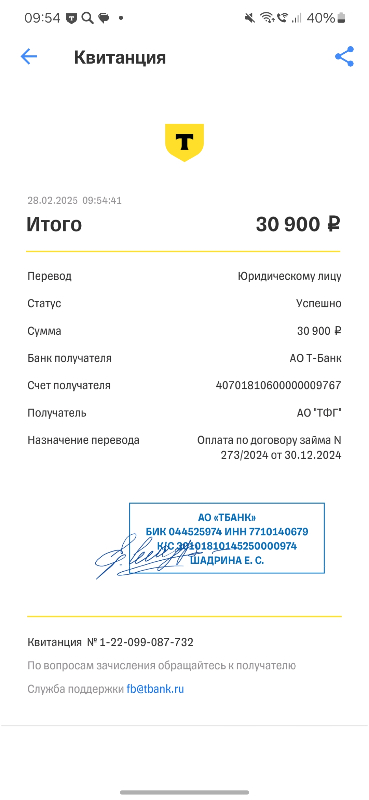 09:54
40%
Квитанция
Т
28.02.2025 09:54:41
Итого 30 900 ₽
Перевод Юридическому лицу
Статус Успешно
Сумма 30 900 ₽
Банк получателя АО Т-Банк
Счет получателя 40701810600000009767
Получатель АО "ТФГ"
Назначение перевода Оплата по договору займа N
273/2024 от 30.12.2024
АО «ТБАНК»
БИК 044525974 ИНН 7710140679
К/С 30101810145250000974
ШАДРИНА Е. С.
Квитанция № 1-22-099-087-732
По вопросам зачисления обращайтесь к получателю
Служба поддержки fb@tbank.ru